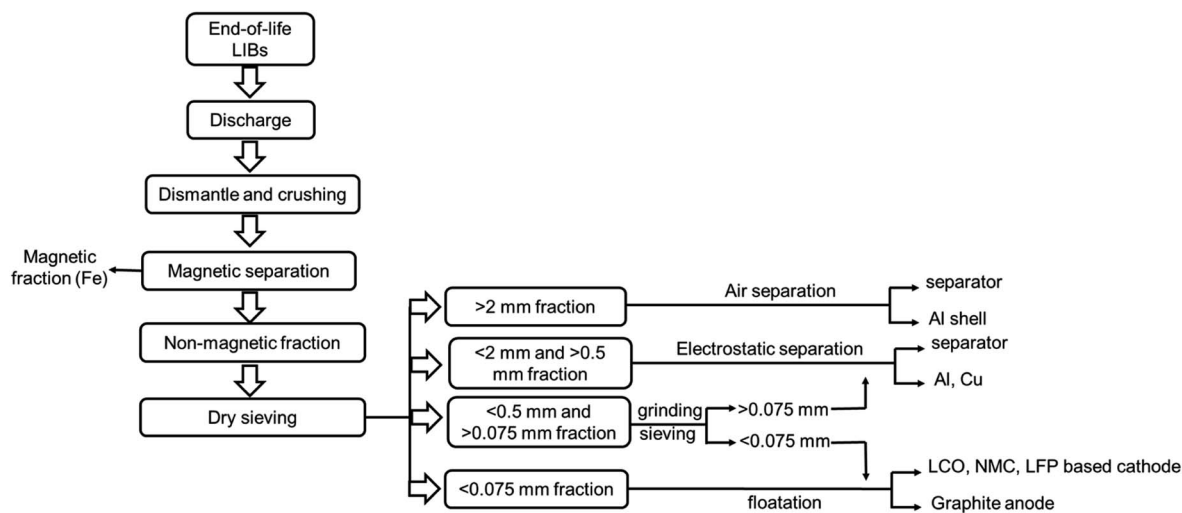 End-of-life
LIBs
Discharge
Dismantle and crushing
Magnetic
fraction (Fe)
Magnetic separation
Non-magnetic fraction
Dry sieving
>2 mm fraction
Air separation
separator
Al shell
<2 mm and >0.5
mm fraction
Electrostatic separation
separator
Al, Cu
<0.5 mm and
>0.075 mm fraction
grinding
sieving
>0.075 mm
<0.075 mm
<0.075 mm fraction
floatation
LCO, NMC, LFP based cathode
Graphite anode